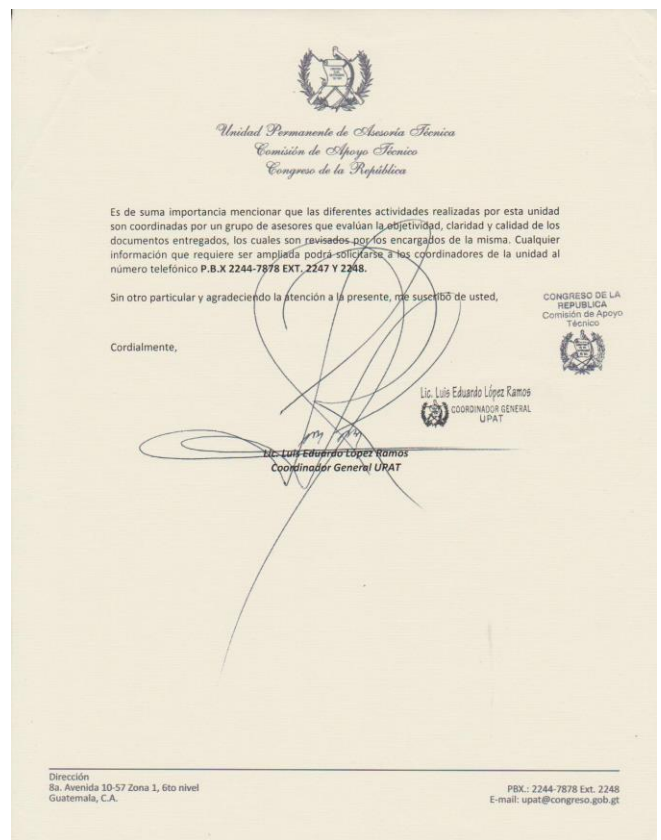 Unidad Permanente de Asesoría Técnica
Comisión de Apoyo Técnico
Congreso de la República
Es de suma importancia mencionar que las diferentes actividades realizadas por esta unidad
son coordinadas por un grupo de asesores que evalúan la objetividad, claridad y calidad de los
documentos entregados, los cuales son revisados por los encargados de la misma. Cualquier
información que requiere ser ampliada podrá solicitarse a los coordinadores de la unidad al
número telefónico P.B.X 2244-7878 EXT. 2247 Y 2248.
Sin otro particular y agradeciendo la atención a la presente, me suscribo de usted,
CONGRESO DE LA
REPUBLICA
Comisión de Apoyo
Técnico
Cordialmente,
Lic. Luis Eduardo López Ramos
COORDINADOR GENERAL
UPAT
Lic. Luis Eduardo López Ramos
Coordinador General UPAT
Dirección
8a. Avenida 10-57 Zona 1, 6to nivel
Guatemala, C.A.
PBX.: 2244-7878 Ext. 2248
E-mail: upat@congreso.gob.gt